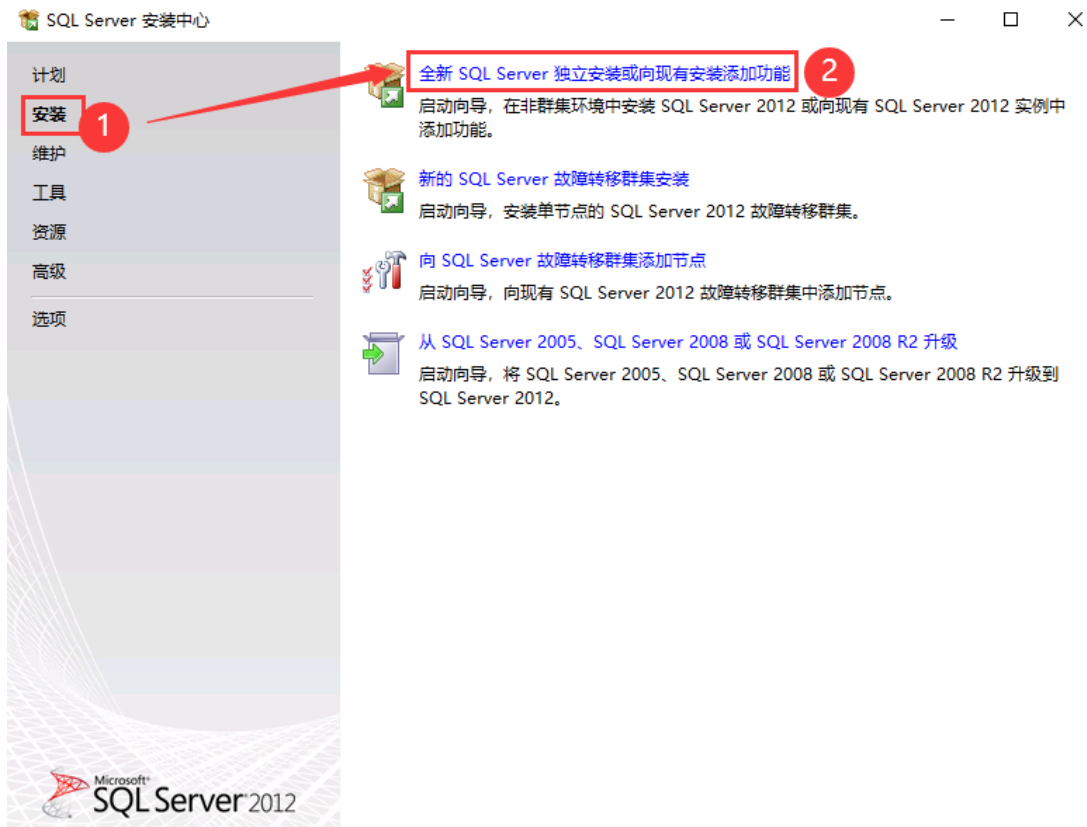 SQL Server 安装中心
计划
安装
1
维护
工具
资源
高级
选项
全新 SQL Server 独立安装或向现有安装添加功能
2
启动向导，在非群集环境中安装 SQL Server 2012 或向现有 SQL Server 2012 实例中
添加功能。
新的 SQL Server 故障转移群集安装
启动向导，安装单节点的 SQL Server 2012 故障转移群集。
向 SQL Server 故障转移群集添加节点
启动向导，向现有 SQL Server 2012 故障转移群集中添加节点。
从 SQL Server 2005、SQL Server 2008 或 SQL Server 2008 R2 升级
启动向导，将 SQL Server 2005、SQL Server 2008 或 SQL Server 2008 R2 升级到
SQL Server 2012。
Microsoft®
SQL Server 2012